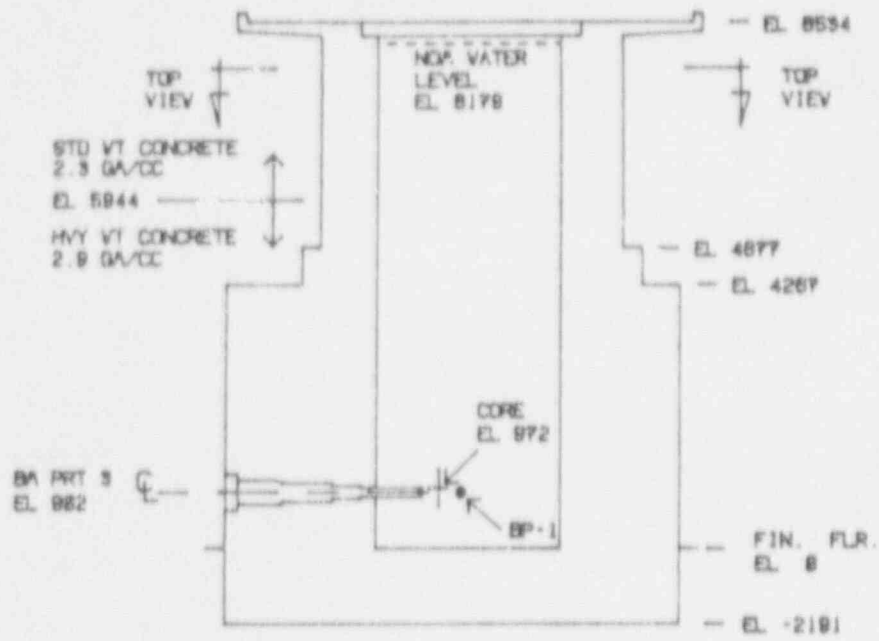 EL 8534
NOM. WATER
LEVEL
EL 8179
TOP
VIEW
TOP
VIEW
STD WT CONCRETE
2.3 GM/CC
EL 5944
HVY WT CONCRETE
2.9 GM/CC
EL 4877
EL 4267
CORE
EL 972
BM PRT 3 ℄
EL 902
BP-1
FIN. FLR.
EL 0
EL -2191